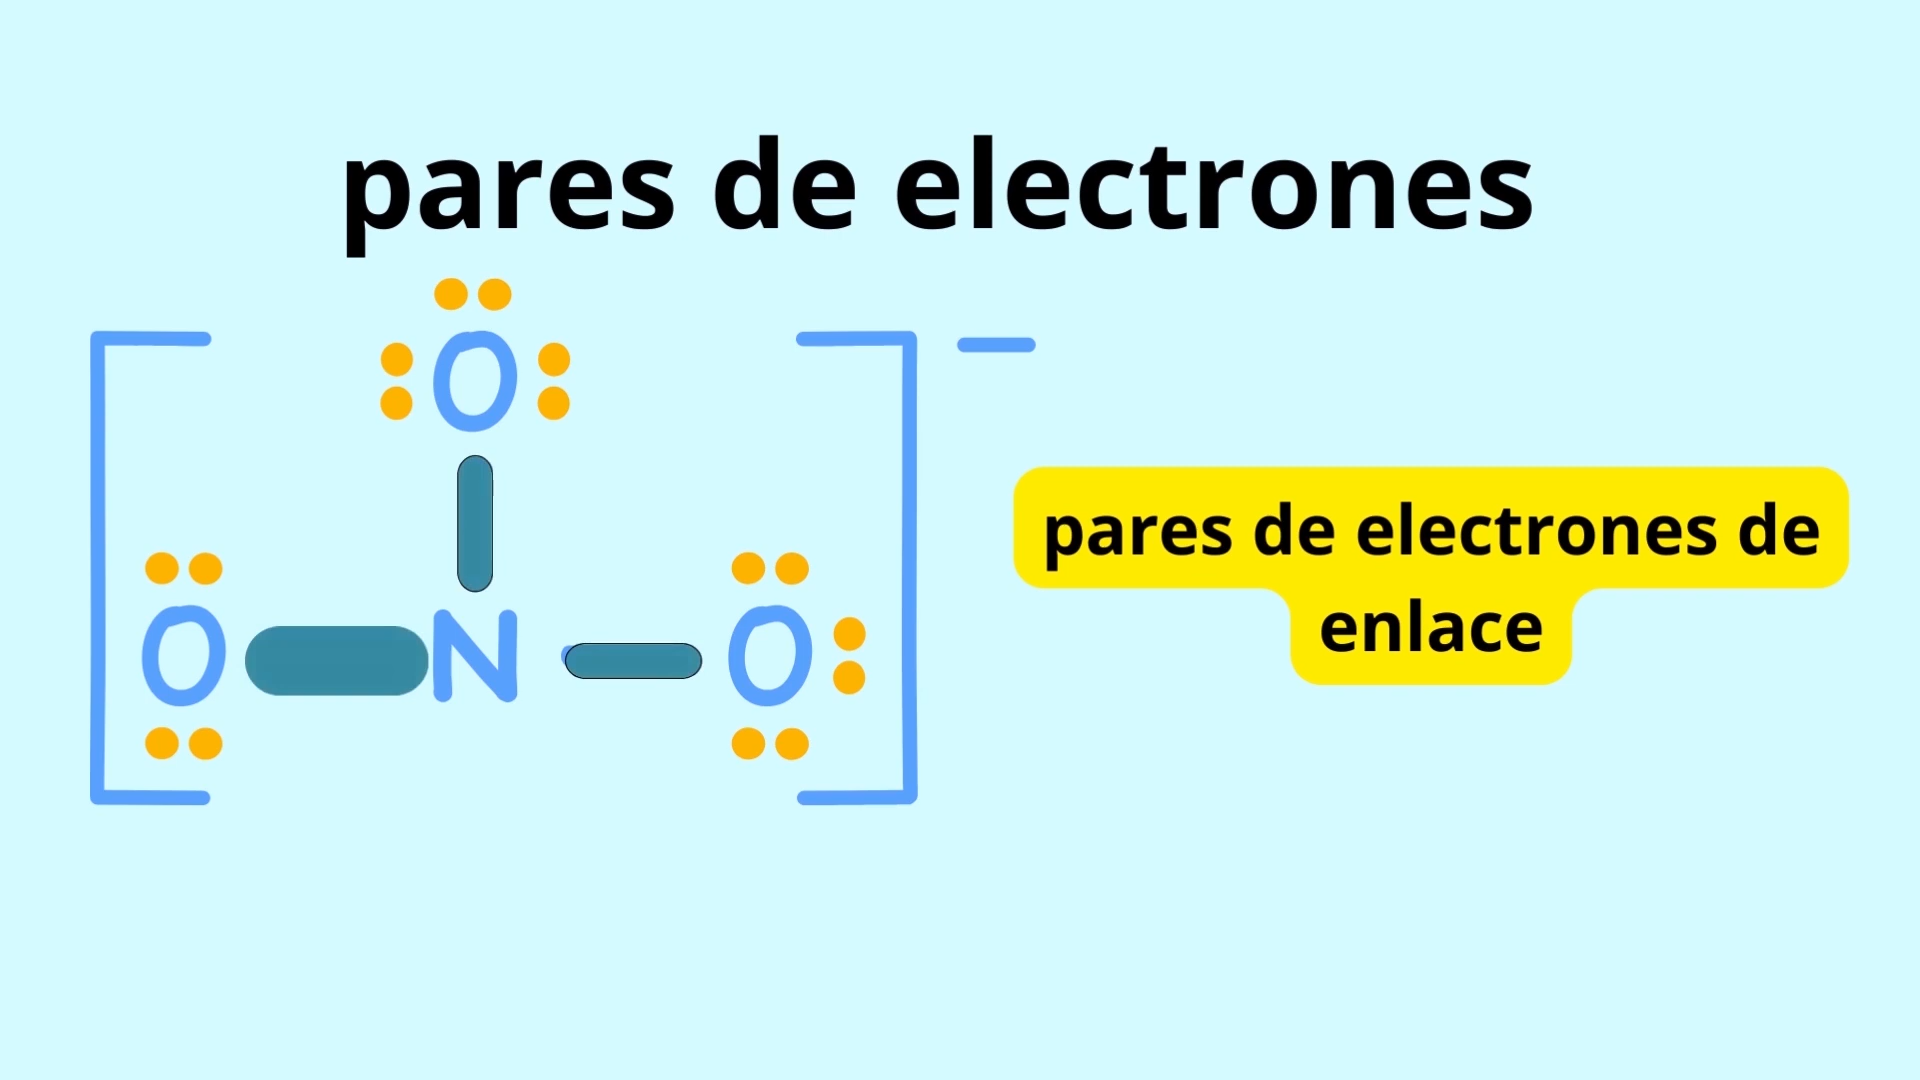 pares de electrones
O
O N O
pares de electrones de
enlace